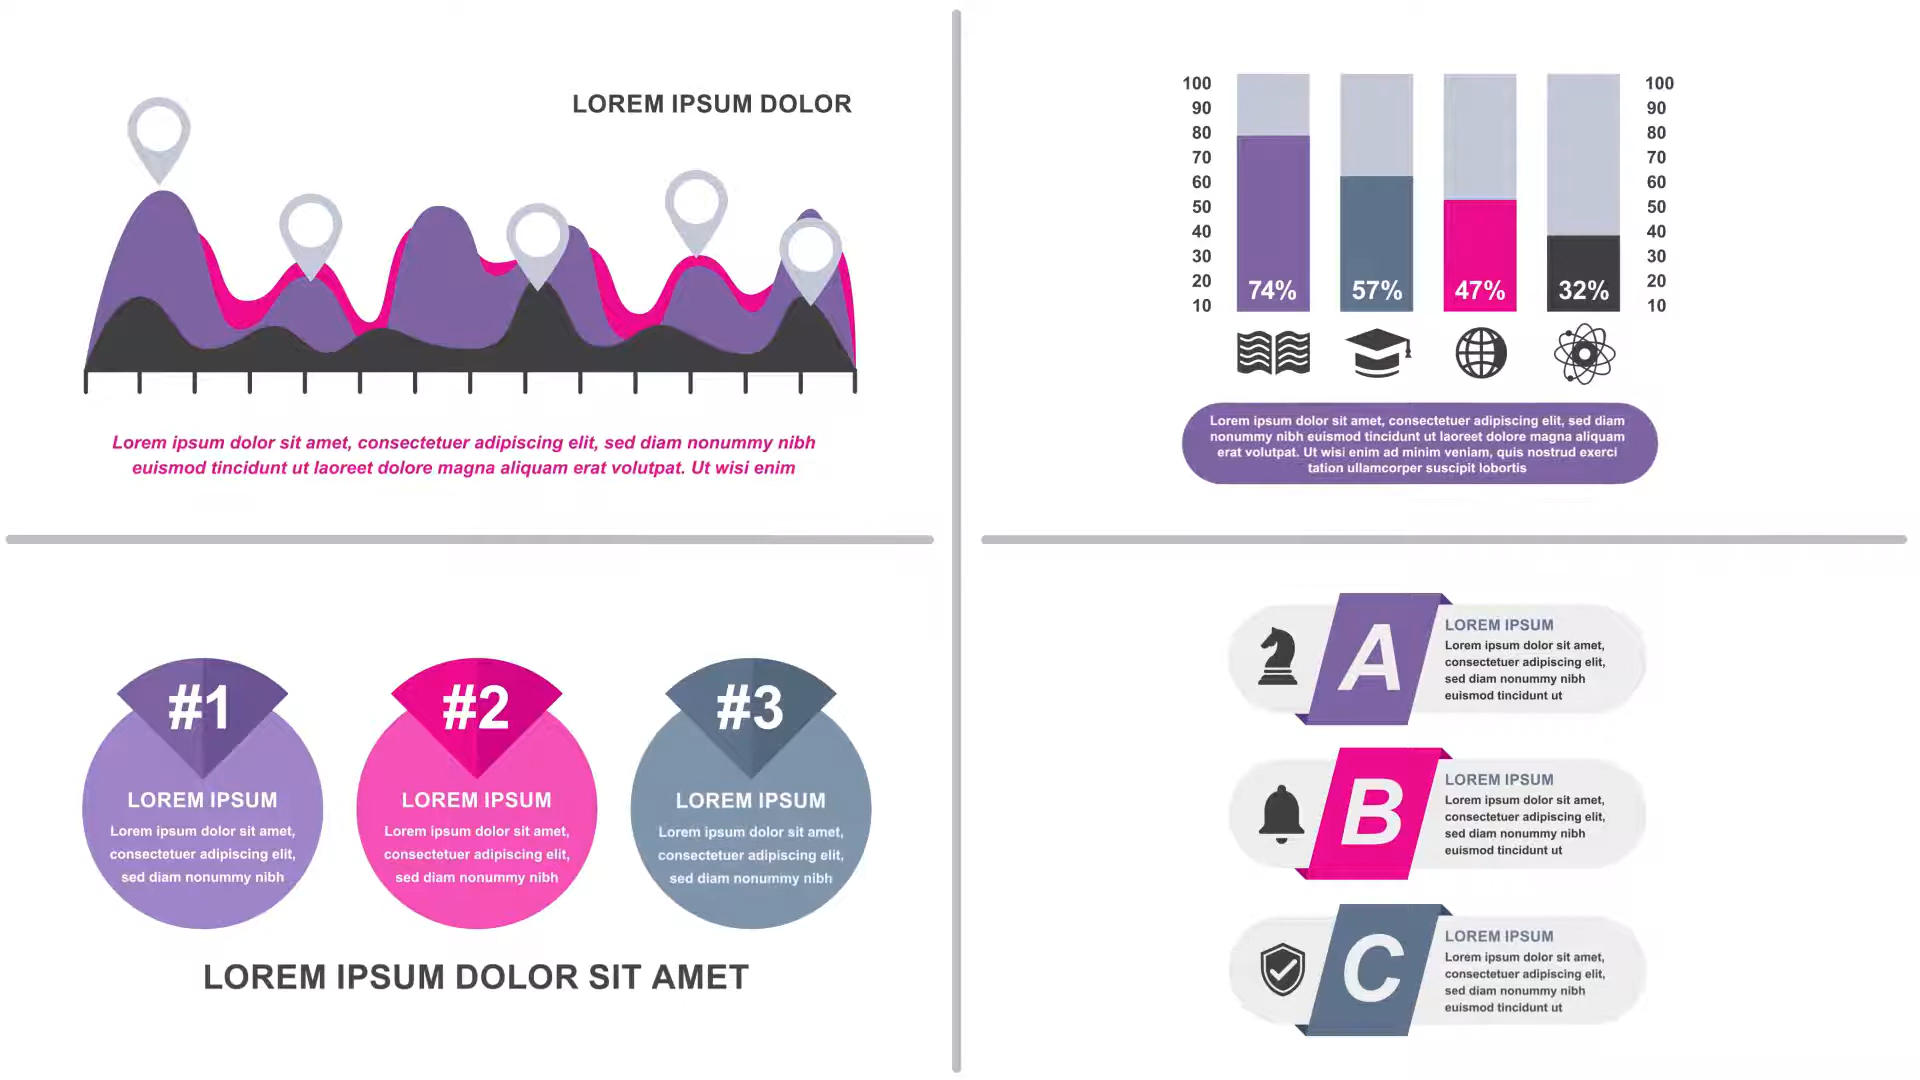 LOREM IPSUM DOLOR
Lorem ipsum dolor sit amet, consectetuer adipiscing elit, sed diam nonummy nibh
euismod tincidunt ut laoreet dolore magna aliquam erat volutpat. Ut wisi enim
100 100
90 90
80 80
70 70
60 60
50 50
40 40
30 30
20 20
10 10
74% 57% 47% 32%
Lorem ipsum dolor sit amet, consectetuer adipiscing elit, sed diam
nonummy nibh euismod tincidunt ut laoreet dolore magna aliquam
erat volutpat. Ut wisi enim ad minim veniam, quis nostrud exerci
tation ullamcorper suscipit lobortis
#1
LOREM IPSUM
Lorem ipsum dolor sit amet,
consectetuer adipiscing elit,
sed diam nonummy nibh
#2
LOREM IPSUM
Lorem ipsum dolor sit amet,
consectetuer adipiscing elit,
sed diam nonummy nibh
#3
LOREM IPSUM
Lorem ipsum dolor sit amet,
consectetuer adipiscing elit,
sed diam nonummy nibh
LOREM IPSUM DOLOR SIT AMET
A
LOREM IPSUM
Lorem ipsum dolor sit amet,
consectetuer adipiscing elit,
sed diam nonummy nibh
euismod tincidunt ut
B
LOREM IPSUM
Lorem ipsum dolor sit amet,
consectetuer adipiscing elit,
sed diam nonummy nibh
euismod tincidunt ut
C
LOREM IPSUM
Lorem ipsum dolor sit amet,
consectetuer adipiscing elit,
sed diam nonummy nibh
euismod tincidunt ut